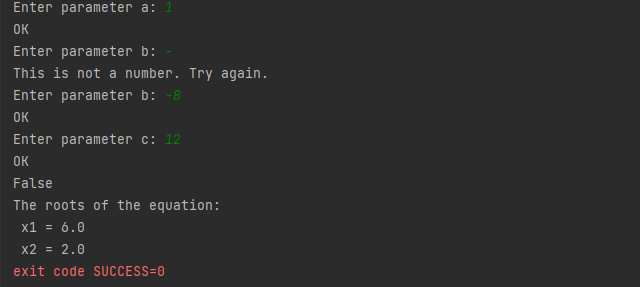 Enter parameter a: 1
OK
Enter parameter b: -
This is not a number. Try again.
Enter parameter b: -8
OK
Enter parameter c: 12
OK
False
The roots of the equation:
x1 = 6.0
x2 = 2.0
exit code SUCCESS=0